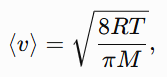 ⟨v⟩ = √(8RT / πM),